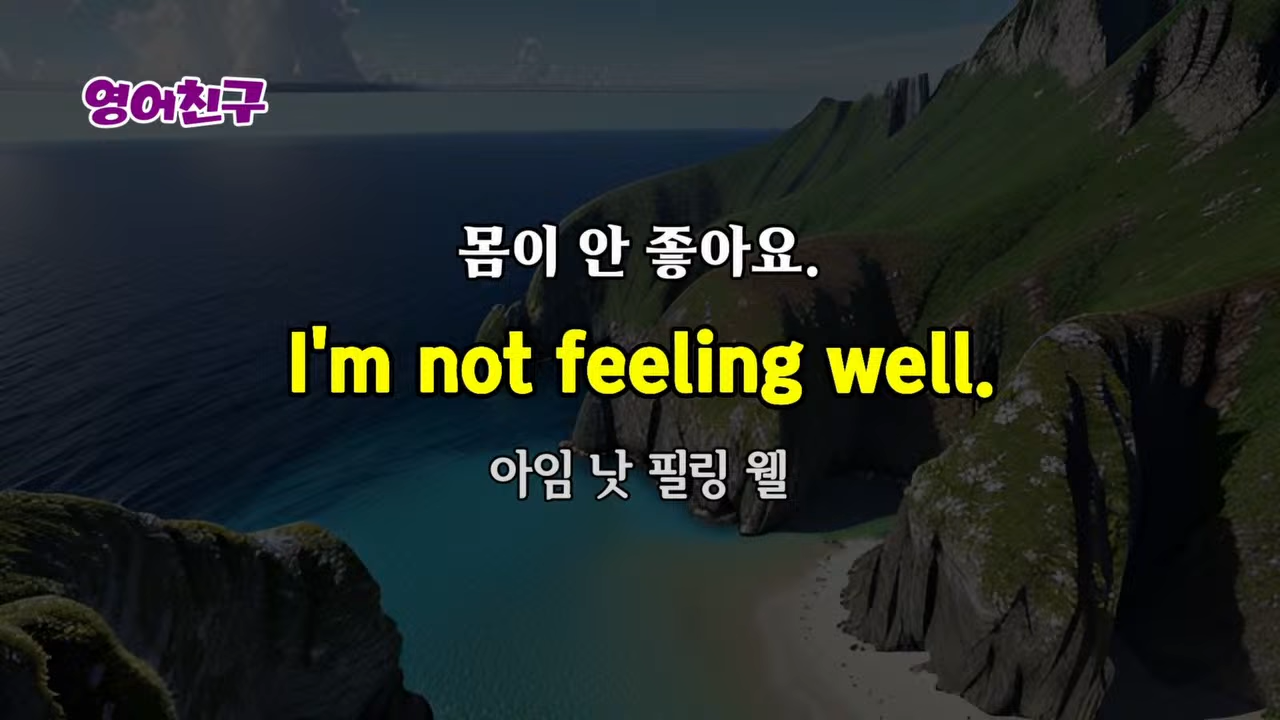 영어친구
몸이 안 좋아요.
I'm not feeling well.
아임 낫 필링 웰